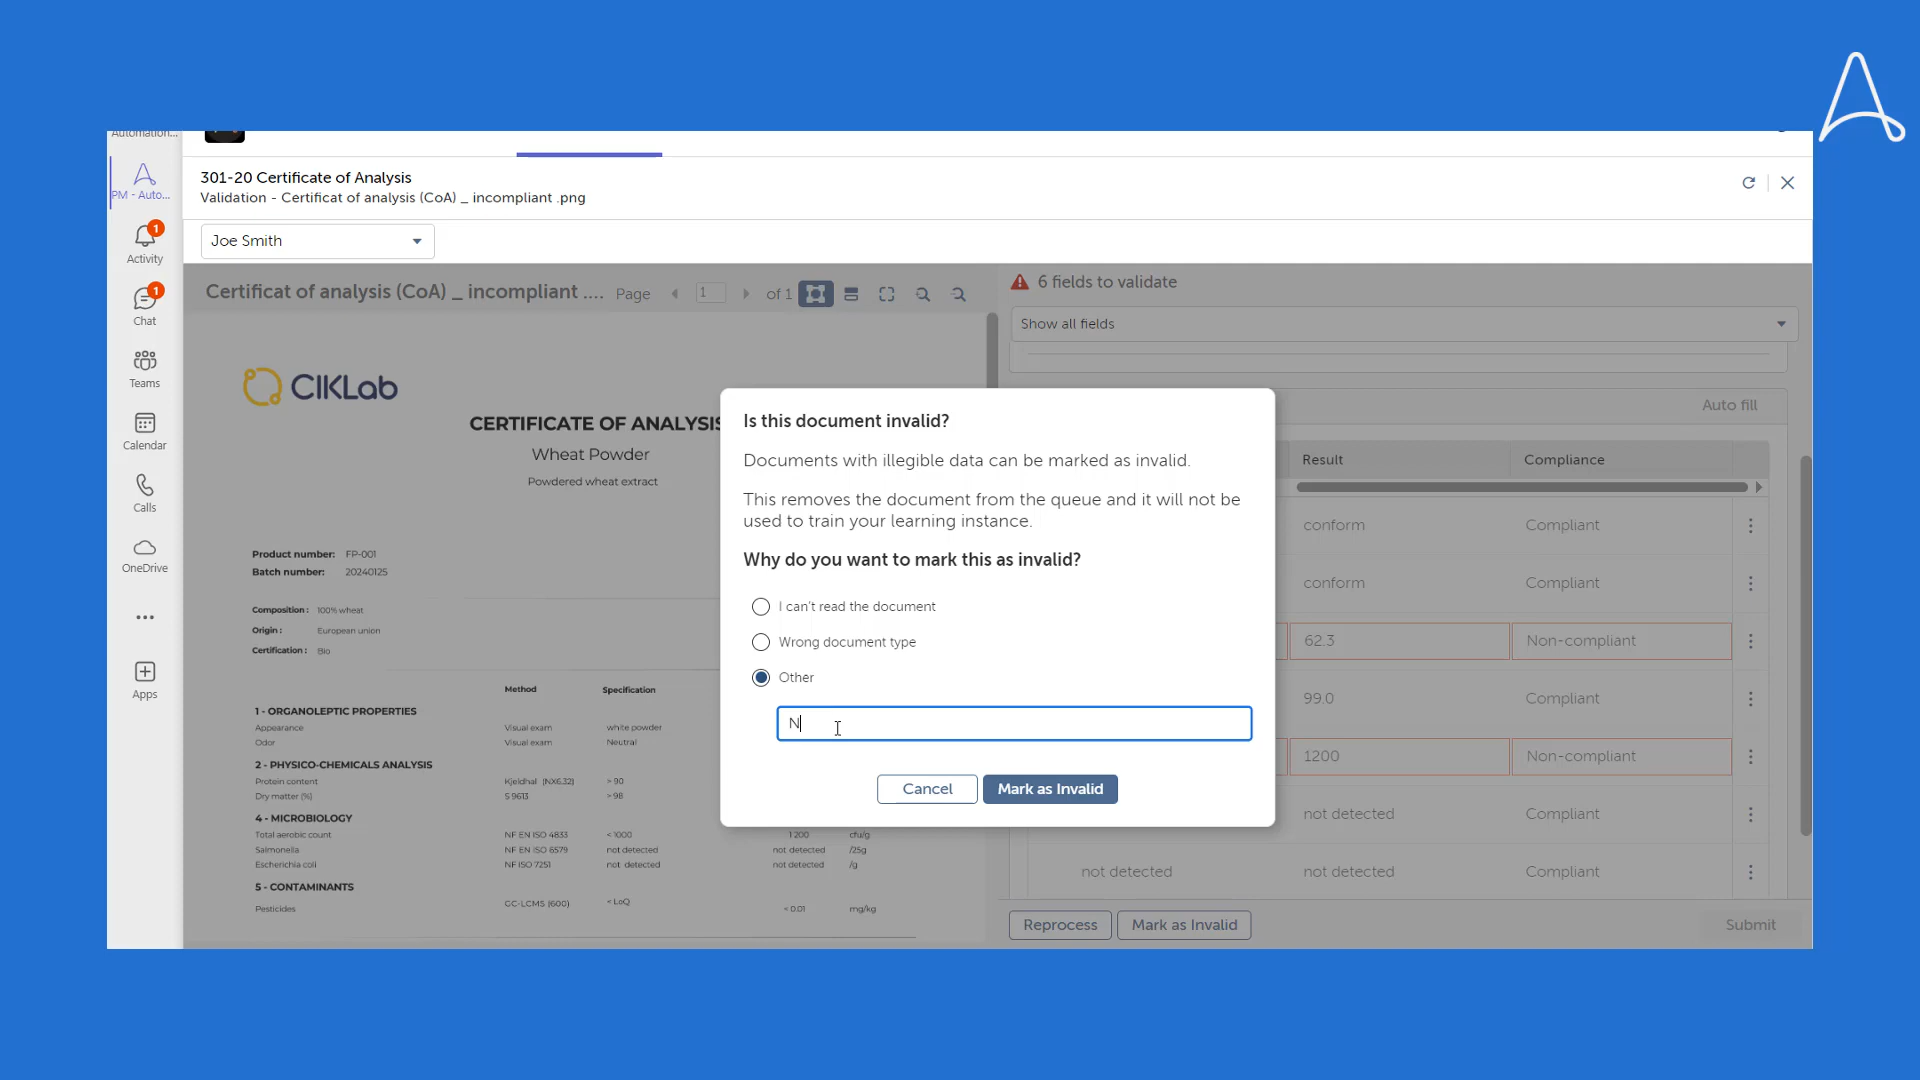 Automation...
PM - Auto...
Activity
1
Chat
1
Teams
Calendar
Calls
OneDrive
Apps
301-20 Certificate of Analysis
Validation - Certificat of analysis (CoA) _ incompliant .png
Joe Smith
Certificat of analysis (CoA) _ incompliant .... Page 1 of 1
CIKLab
CERTIFICATE OF ANALYSIS
Wheat Powder
Powdered wheat extract
Product number: FP-001
Batch number: 20240125
Composition : 100% wheat
Origin : European union
Certification : Bio
Method Specification
1 - ORGANOLEPTIC PROPERTIES
Appearance Visual exam white powder
Odor Visual exam Neutral
2 - PHYSICO-CHEMICALS ANALYSIS
Protein content Kjeldhal (NX6.32) > 90
Dry matter (%) S 9613 > 98
4 - MICROBIOLOGY
Total aerobic count NF EN ISO 4833 < 1000 1 200 cfu/g
Salmonella NF EN ISO 6579 not detected not detected /25g
Escherichia coli NF ISO 7251 not detected not detected /g
5 - CONTAMINANTS
Pesticides GC-LCMS (600) < LoQ < 0.01 mg/kg
6 fields to validate
Show all fields
Auto fill
Result Compliance
conform Compliant
conform Compliant
62.3 Non-compliant
99.0 Compliant
1200 Non-compliant
not detected Compliant
not detected not detected Compliant
Reprocess Mark as Invalid Submit
Is this document invalid?
Documents with illegible data can be marked as invalid.
This removes the document from the queue and it will not be
used to train your learning instance.
Why do you want to mark this as invalid?
I can't read the document
Wrong document type
Other
N
Cancel Mark as Invalid